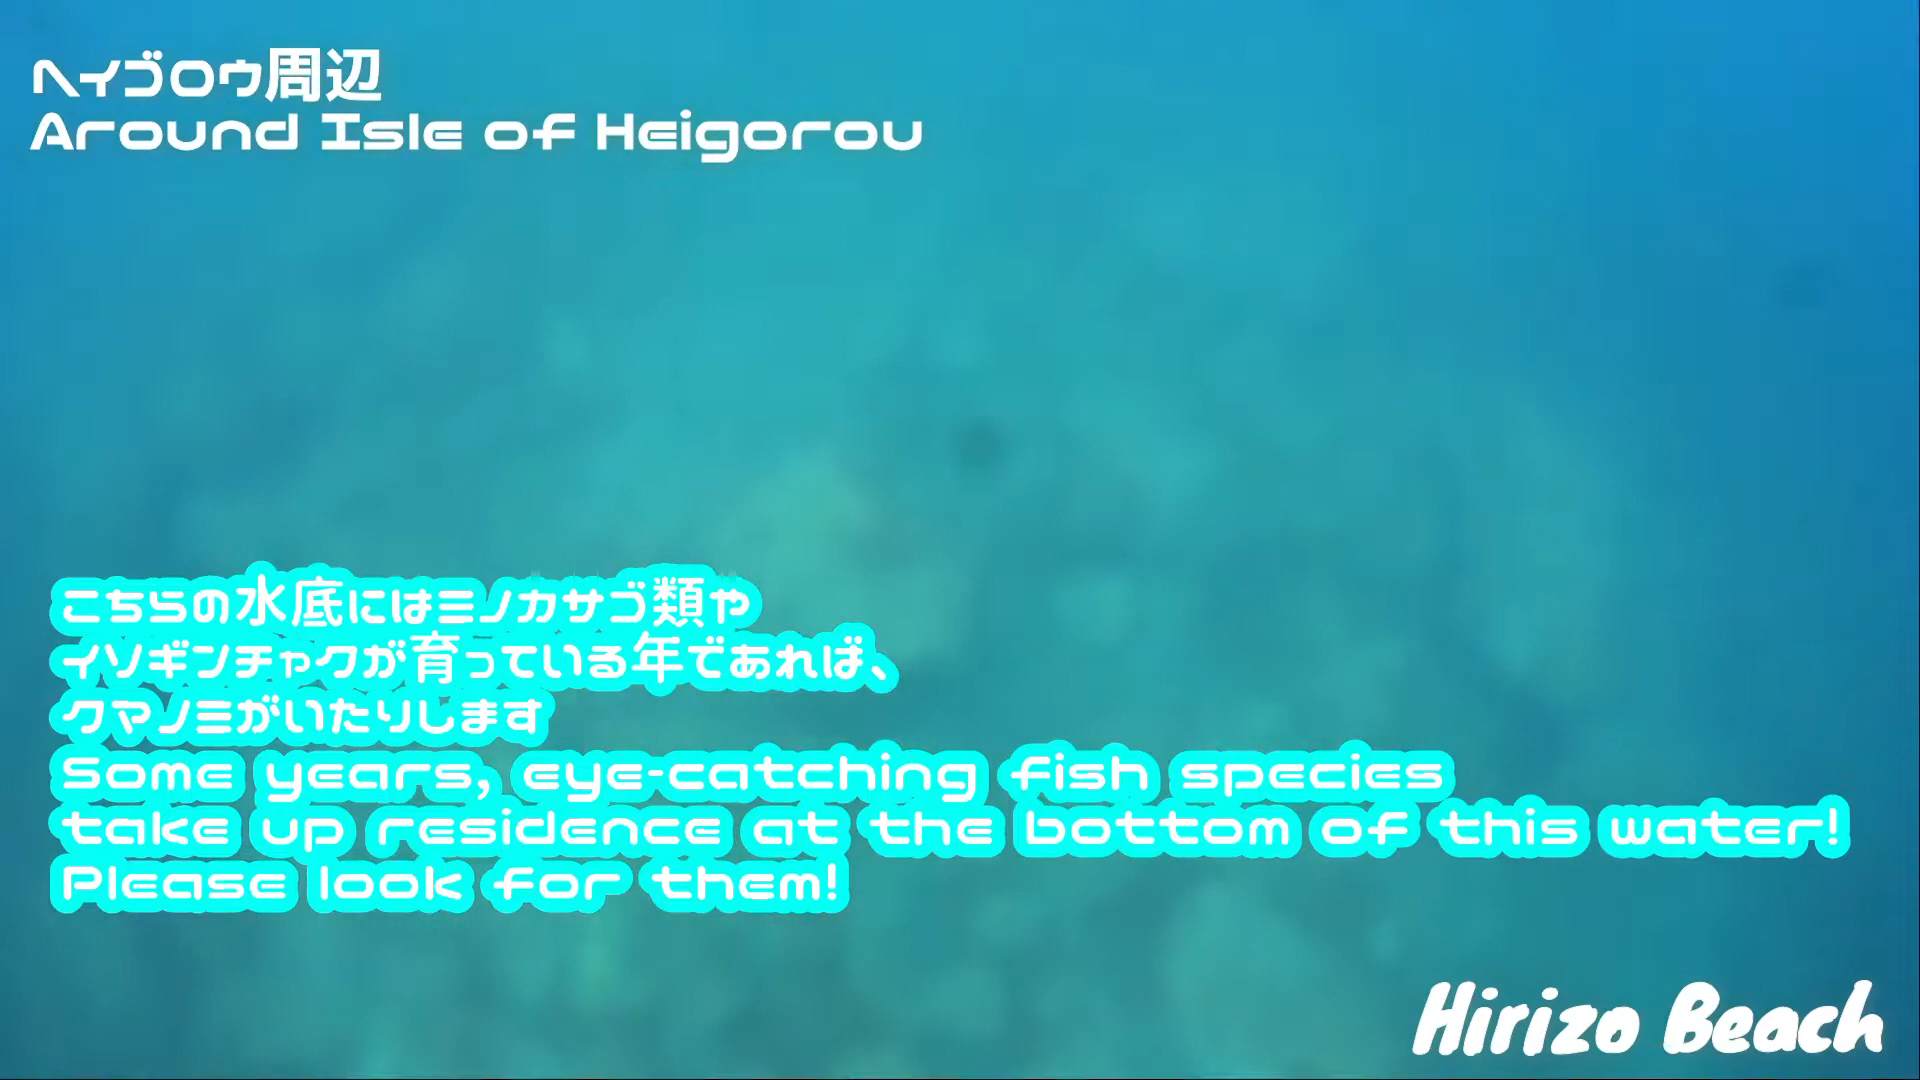 ヘイゴロウ周辺
Around Isle of Heigorou
こちらの水底にはミノカサゴ類や
イソギンチャクが育っている年であれば、
クマノミがいたりします
Some years, eye-catching fish species
take up residence at the bottom of this water!
Please look for them!
Hirizo Beach